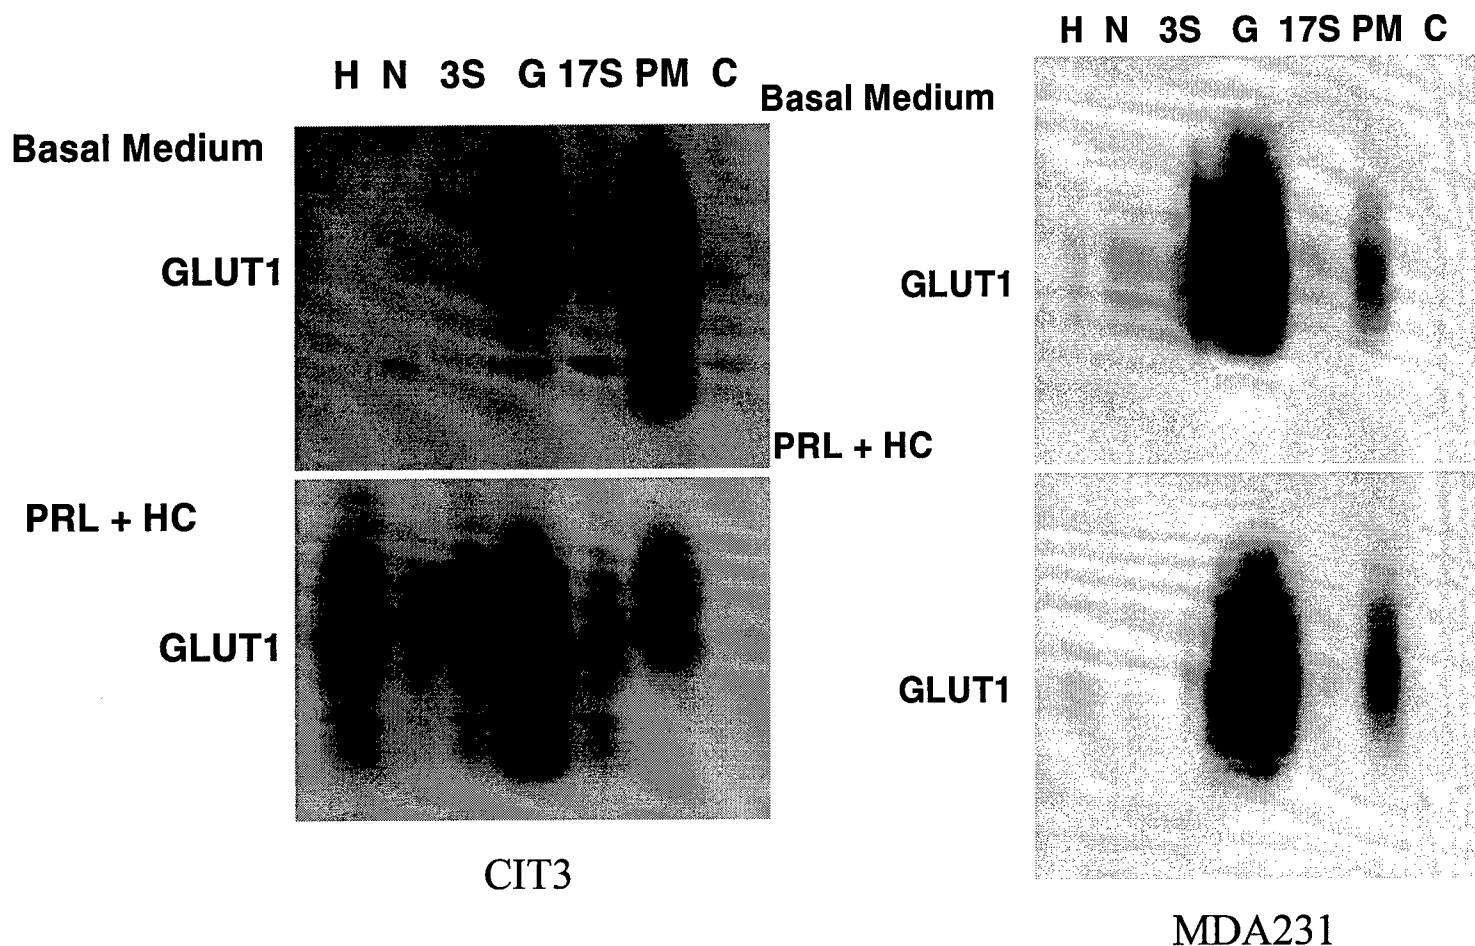 H N 3S G 17S PM C
Basal Medium
GLUT1
PRL + HC
GLUT1
CIT3
H N 3S G 17S PM C
Basal Medium
GLUT1
PRL + HC
GLUT1
MDA231